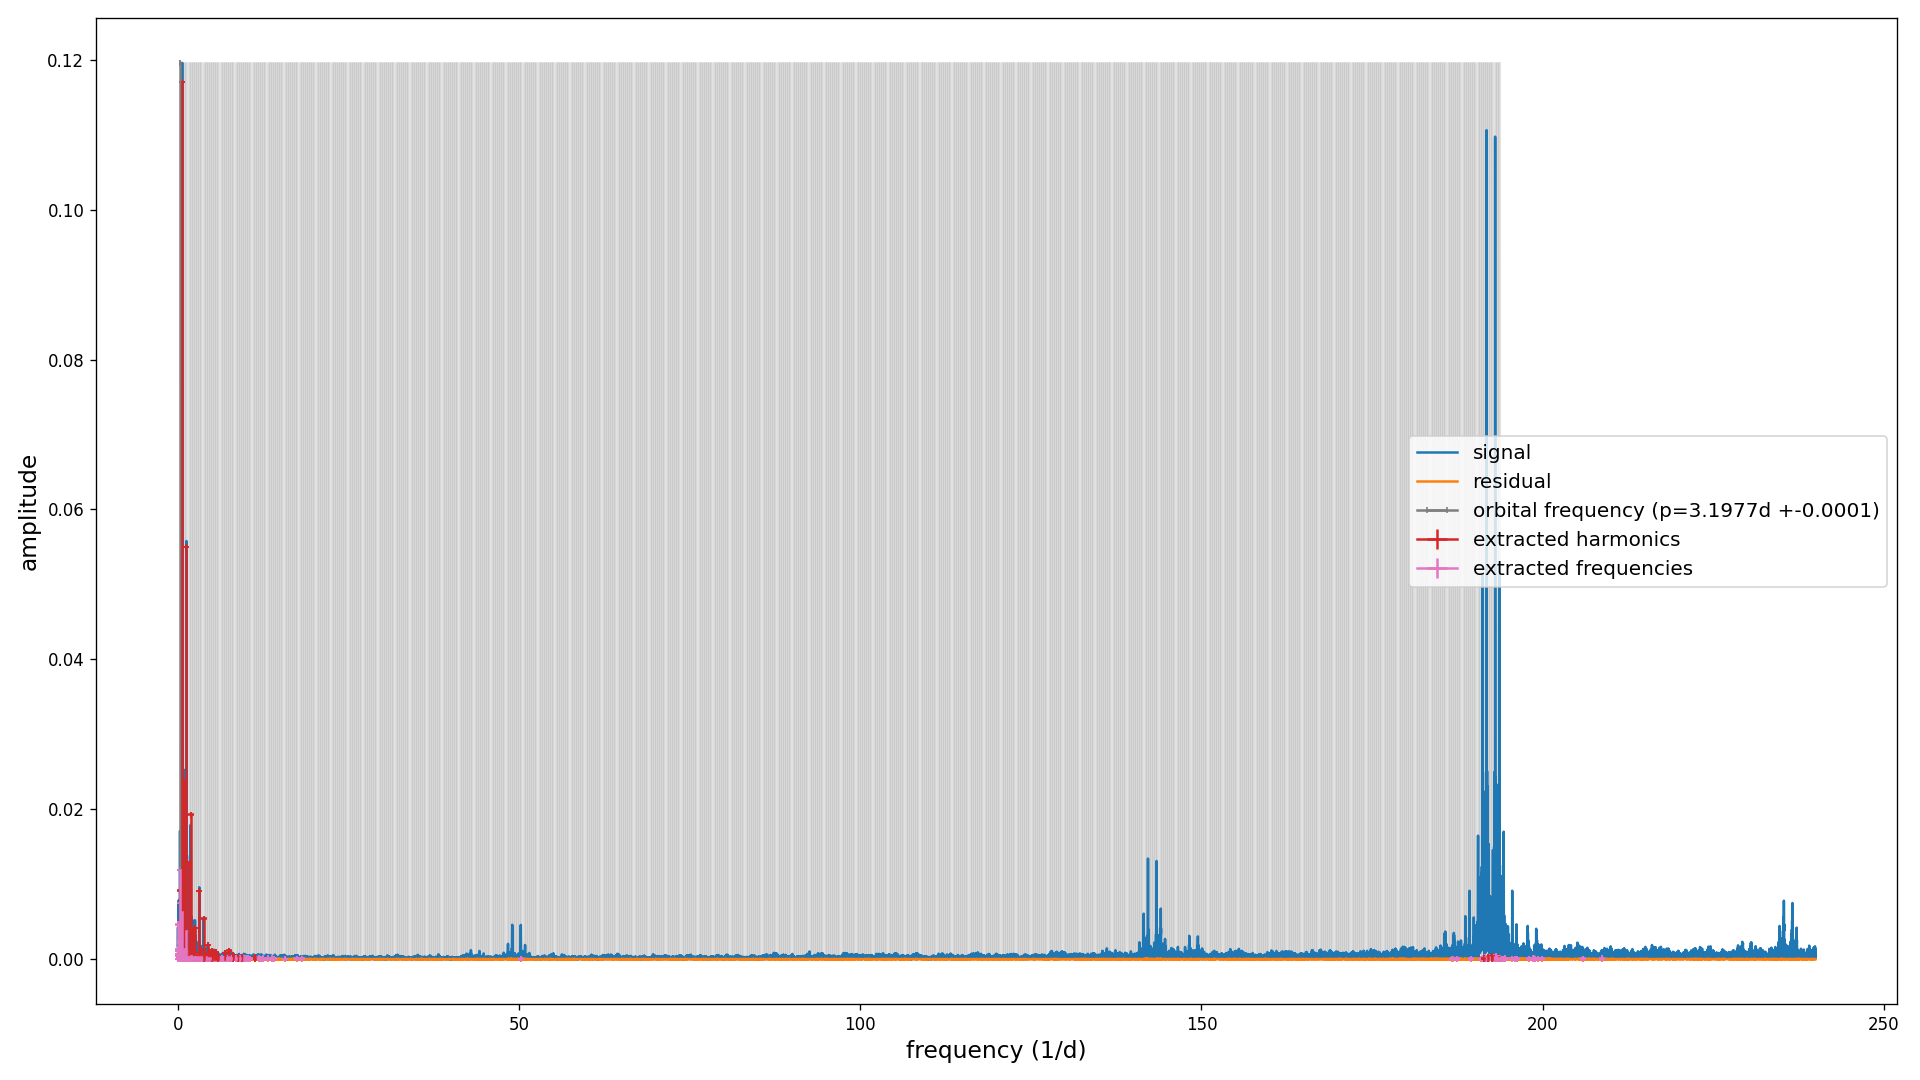 0.12
0.10
0.08
0.06
0.04
0.02
0.00
amplitude
0
50
100
150
200
250
frequency (1/d)
signal
residual
orbital frequency (p=3.1977d +-0.0001)
extracted harmonics
extracted frequencies